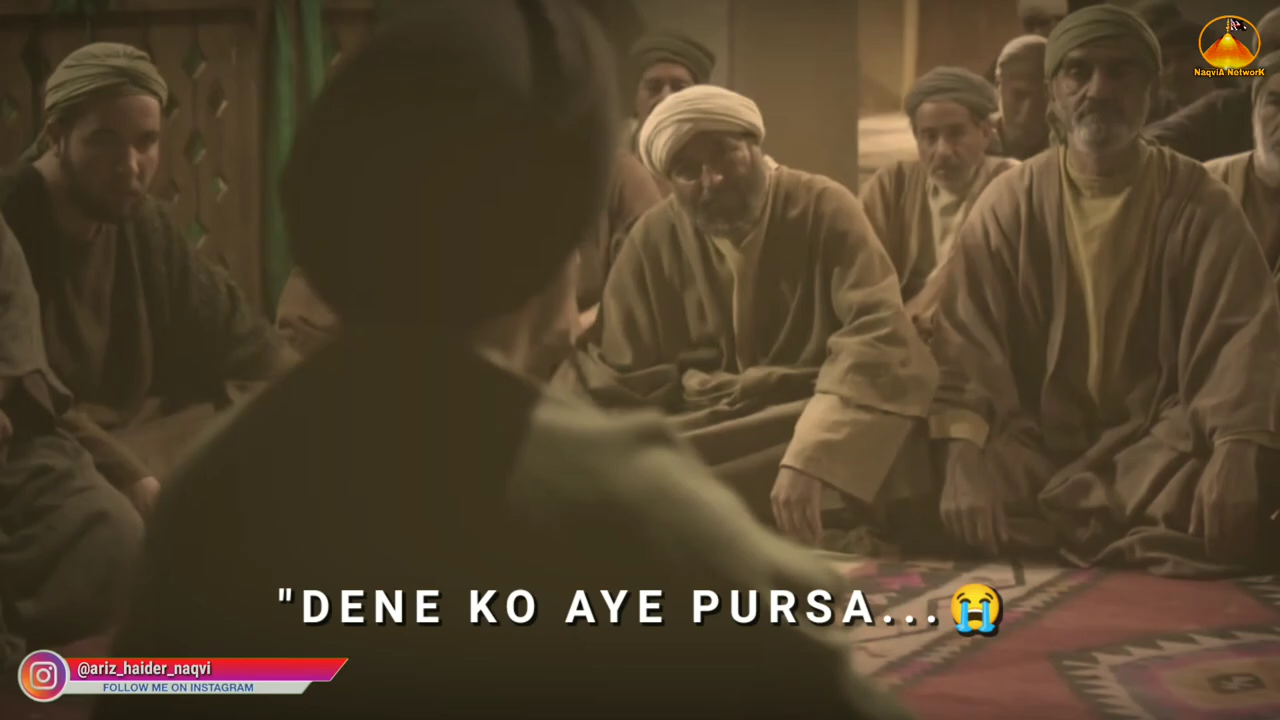 NaqviA NetworK
"DENE KO AYE PURSA...😭
@ariz_haider_naqvi
FOLLOW ME ON INSTAGRAM